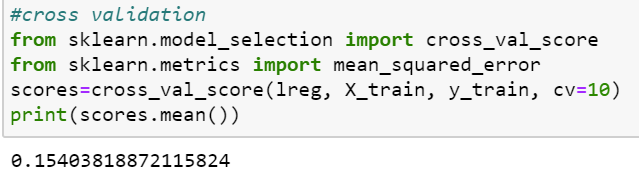 #cross validation
from sklearn.model_selection import cross_val_score
from sklearn.metrics import mean_squared_error
scores=cross_val_score(lreg, X_train, y_train, cv=10)
print(scores.mean())
0.15403818872115824